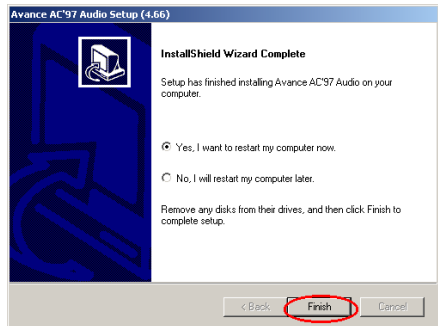 Avance AC'97 Audio Setup (4.66)
InstallShield Wizard Complete
Setup has finished installing Avance AC'97 Audio on your
computer.
Yes, I want to restart my computer now.
No, I will restart my computer later.
Remove any disks from their drives, and then click Finish to
complete setup.
< Back Finish Cancel